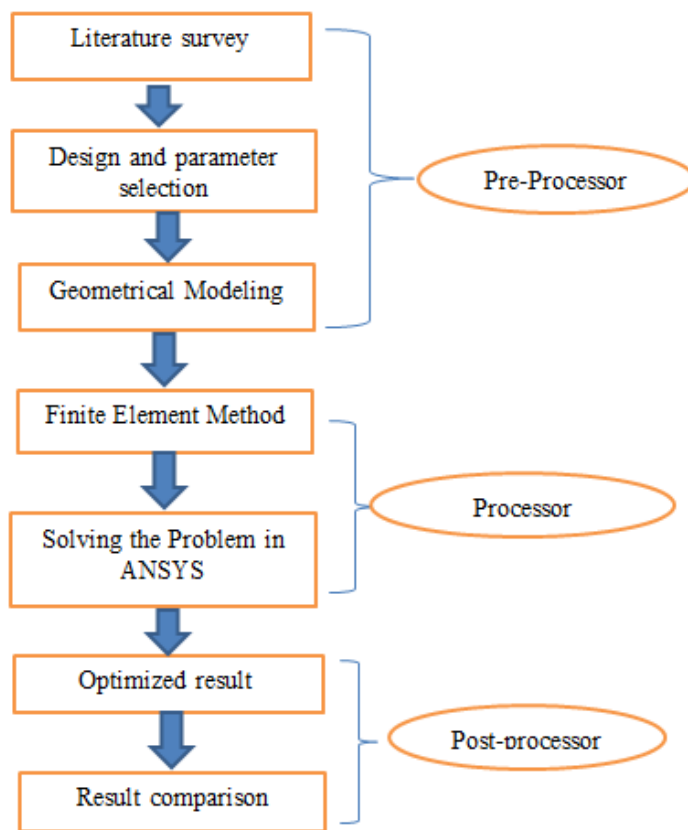 Literature survey
Design and parameter
selection
Pre-Processor
Geometrical Modeling
Finite Element Method
Processor
Solving the Problem in
ANSYS
Optimized result
Post-processor
Result comparison